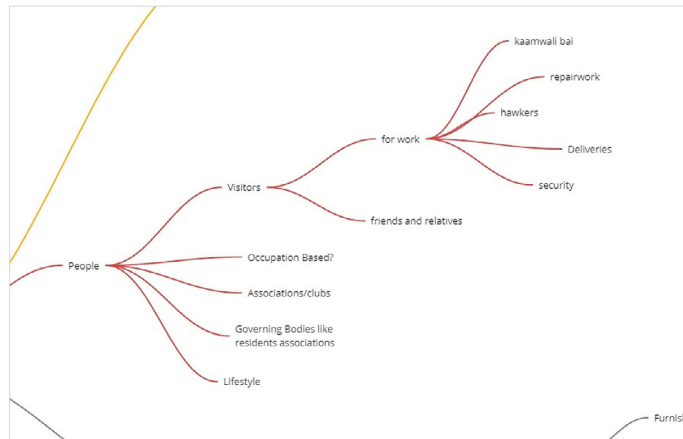 kaamwali bai
repairwork
hawkers
for work
Deliveries
security
Visitors
friends and relatives
Occupation Based?
People
Associations/clubs
Governing Bodies like
residents associations
Lifestyle